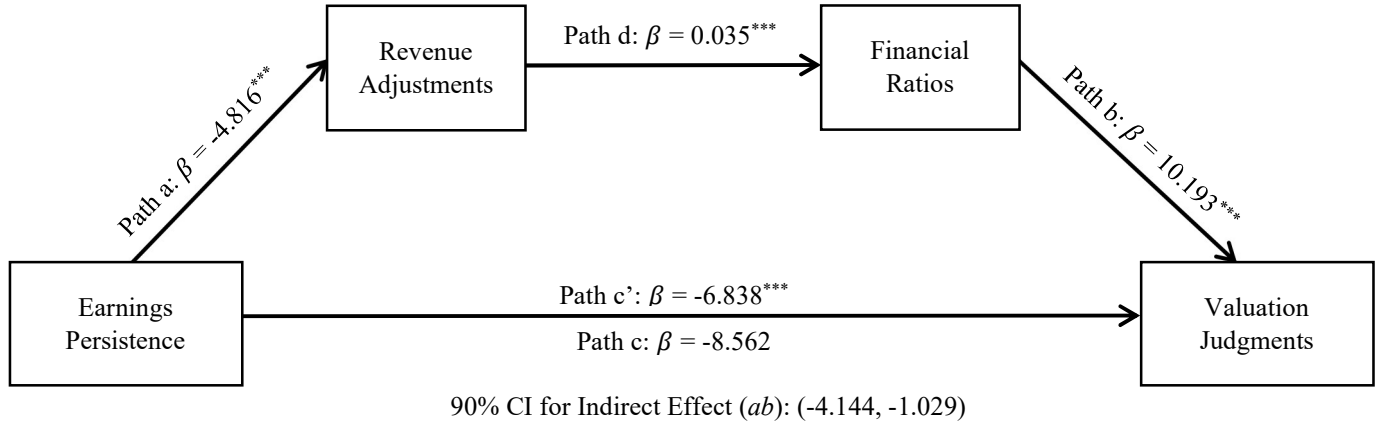 Revenue
Adjustments
Path d: β = 0.035***
Financial
Ratios
Path a: β = -4.816***
Path b: β = 10.193***
Earnings
Persistence
Path c’: β = -6.838***
Path c: β = -8.562
Valuation
Judgments
90% CI for Indirect Effect (ab): (-4.144, -1.029)